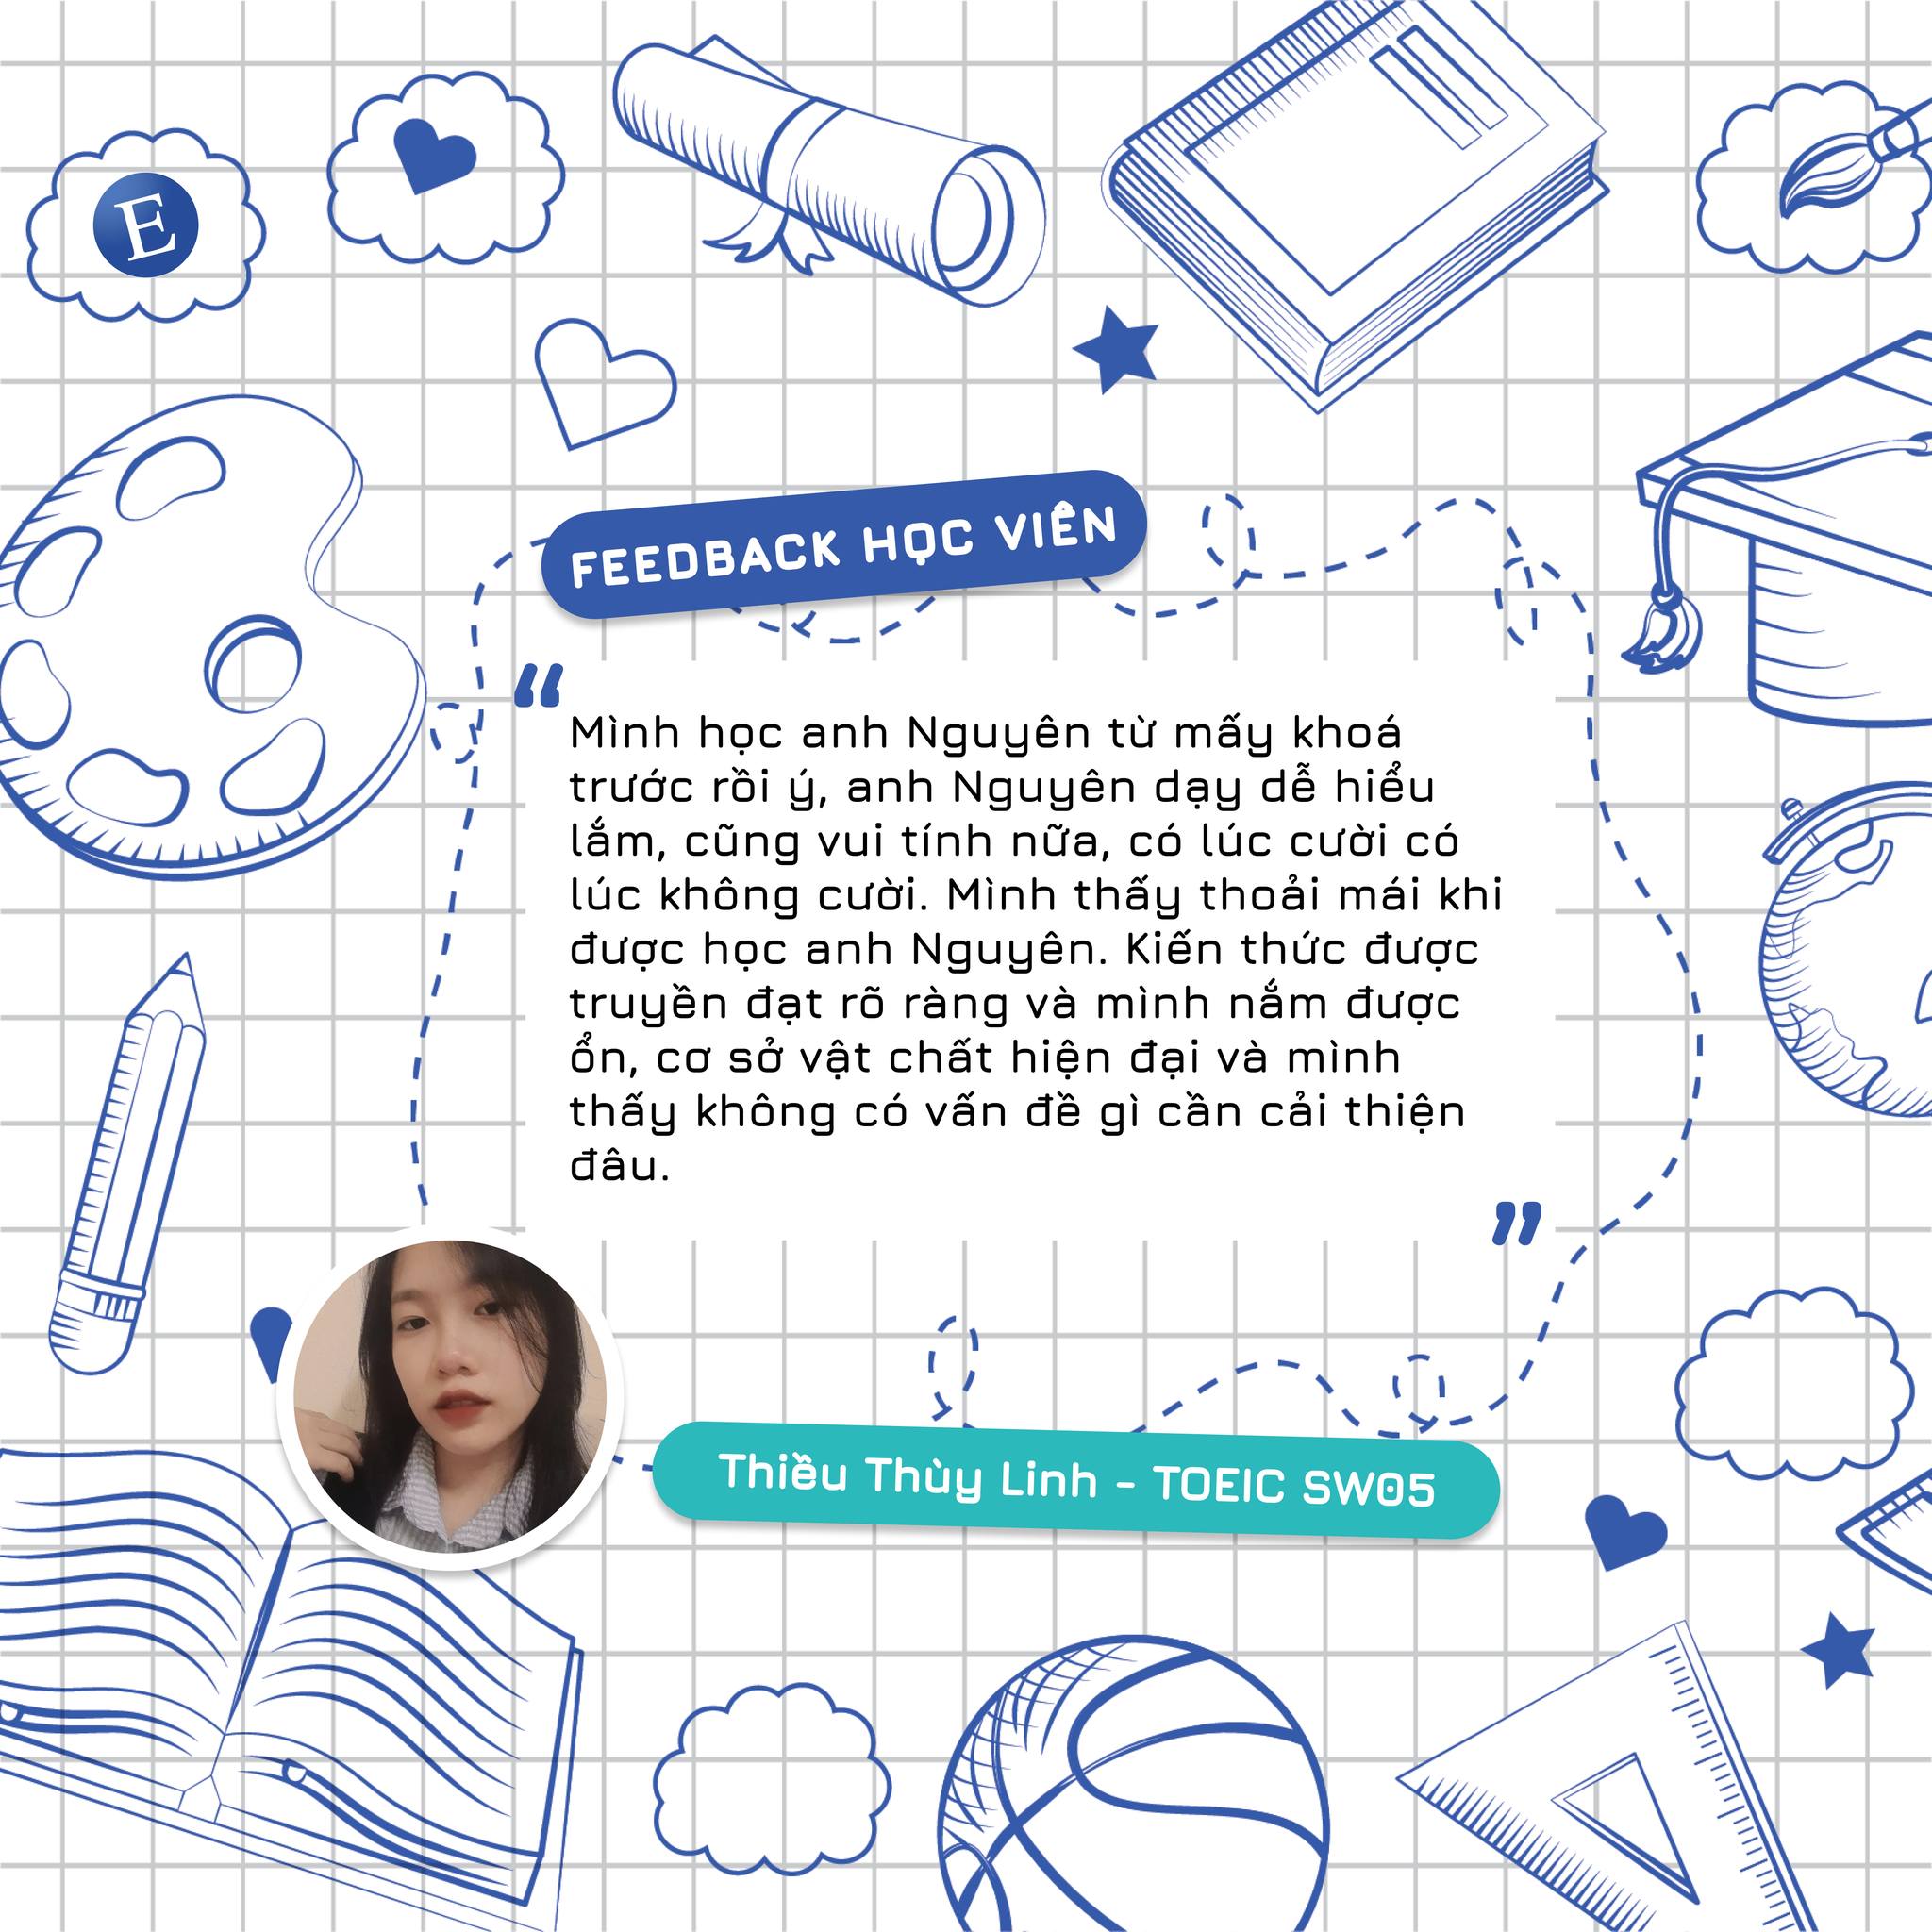 E
FEEDBACK HỌC VIÊN
“
Mình học anh Nguyên từ mấy khoá
trước rồi ý, anh Nguyên dạy dễ hiểu
lắm, cũng vui tính nữa, có lúc cười có
lúc không cười. Mình thấy thoải mái khi
được học anh Nguyên. Kiến thức được
truyền đạt rõ ràng và mình nắm được
ổn, cơ sở vật chất hiện đại và mình
thấy không có vấn đề gì cần cải thiện
đâu.
”
Thiều Thùy Linh - TOEIC SW05